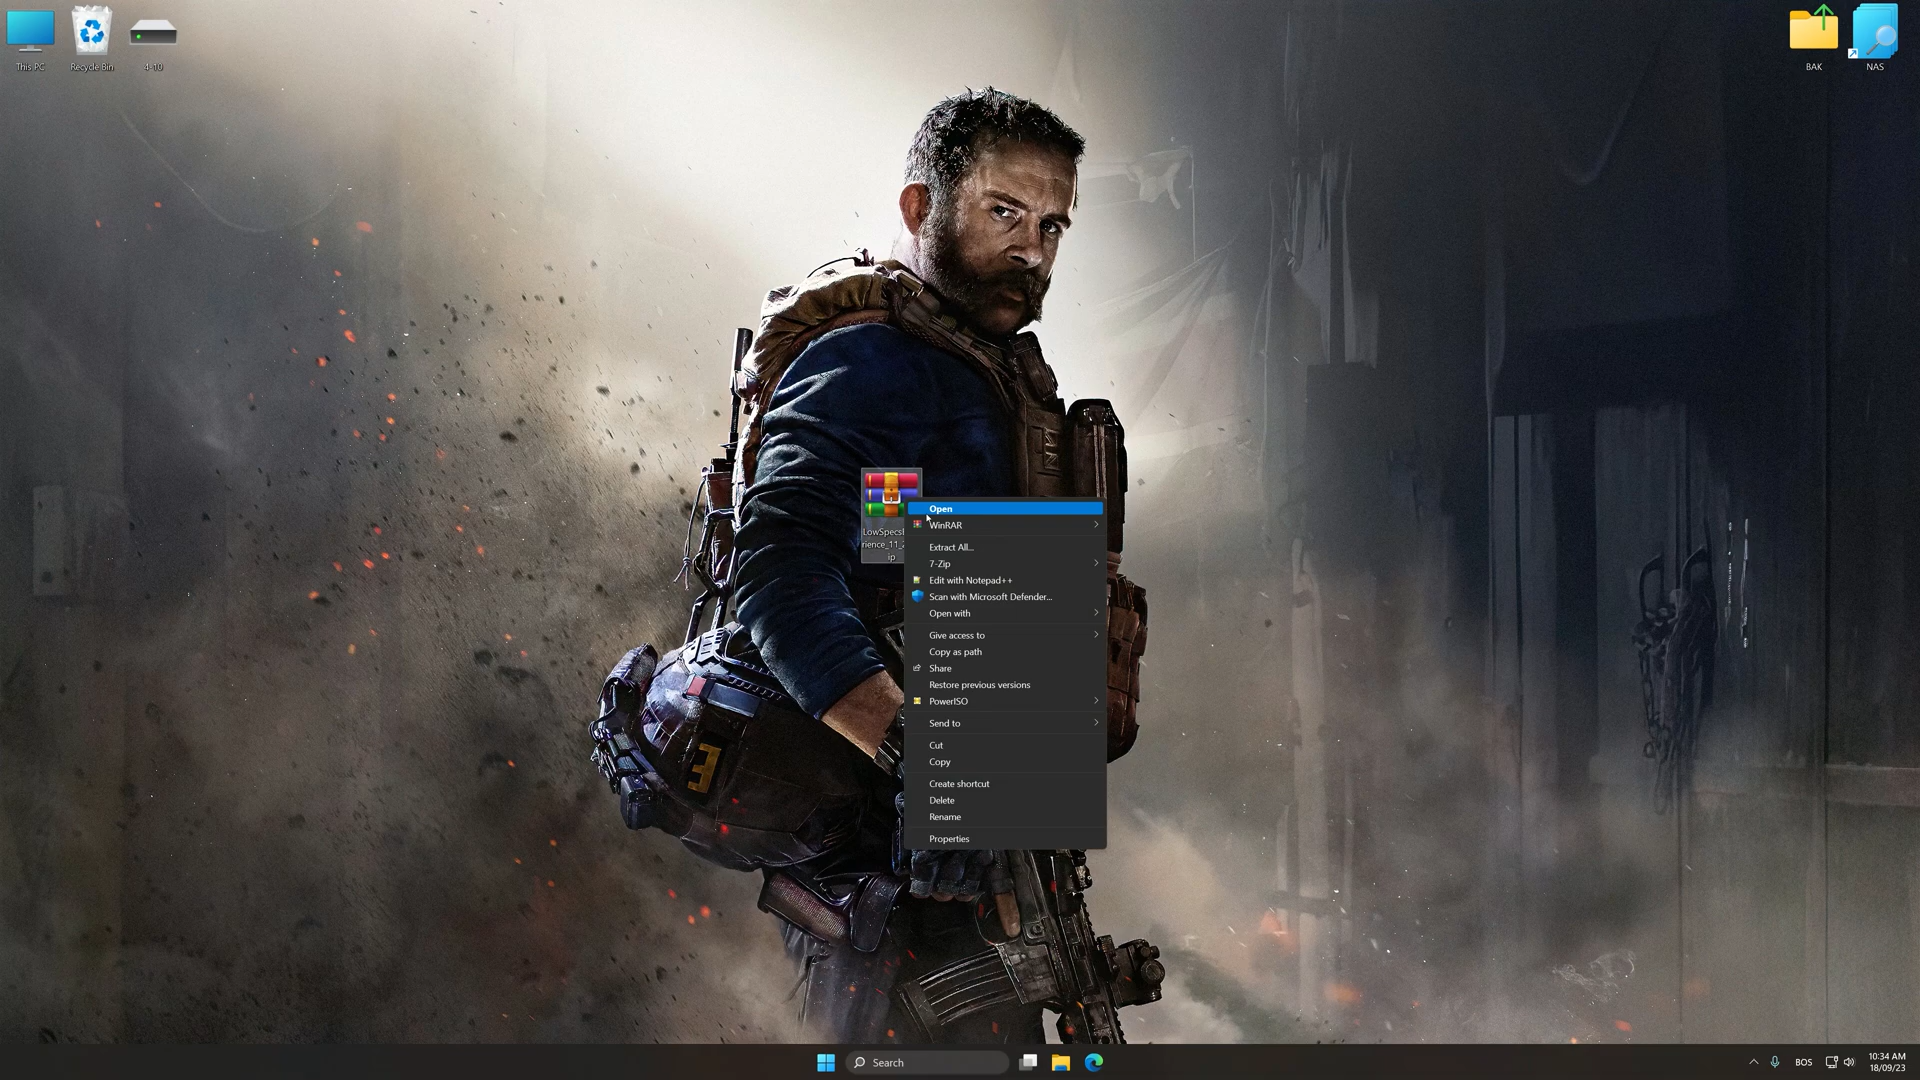 This PC
Recycle Bin
4-10
BAK
NAS
ip
Open
WinRAR
Extract All...
7-Zip
Edit with Notepad++
Scan with Microsoft Defender...
Open with
Give access to
Copy as path
Share
Restore previous versions
PowerISO
Send to
Cut
Copy
Create shortcut
Delete
Rename
Properties
Search
BOS
10:34 AM
18/09/23